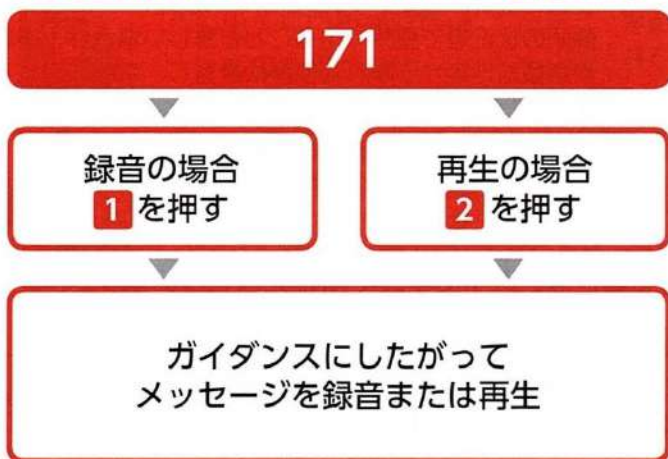 171
録音の場合
1 を押す
再生の場合
2 を押す
ガイダンスにしたがって
メッセージを録音または再生